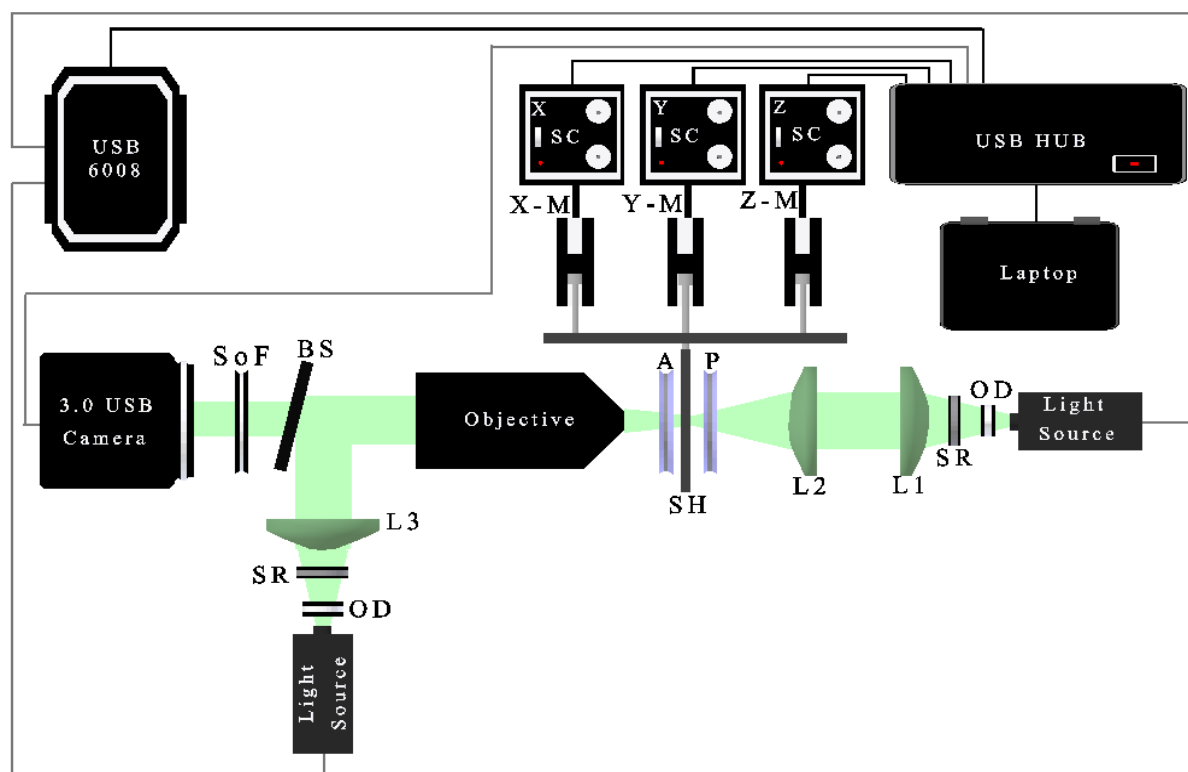 USB
6008
X
SC
Y
SC
Z
SC
USB HUB
X-M
Y-M
Z-M
Laptop
SoF
BS
A
P
OD
3.0 USB
Camera
Objective
Light
Source
SR
L2
L1
SH
L3
SR
OD
Light
Source